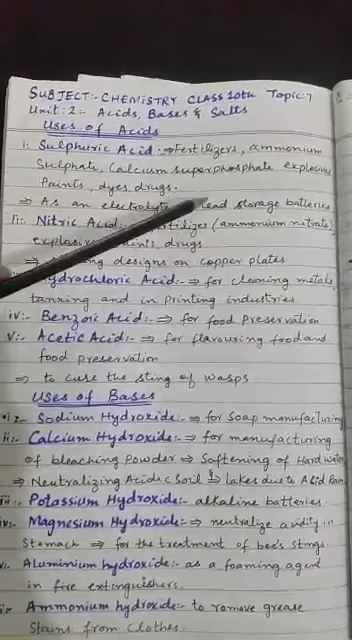 SUBJECT:- CHEMISTRY CLASS 10th Topic:-7
Unit:-2:- Acids, Bases & Salts
Uses of Acids
i. Sulphuric Acid:-⇒ Fertilizers, ammonium
Sulphate, Calcium superphosphate explosives
Paints, dyes drugs.
⇒ As an lead storage batteries
ii. Nitric Acid (ammonium nitrate)
drugs
designs on copper plates
Hydrochloric Acid:- ⇒ for cleaning metals,
tanning and in printing industries
iv:- Benzoic Acid:- ⇒ for food Preservation
v:- Acetic Acid:- ⇒ for flavouring food and
food preservation
⇒ to cure the sting of wasps
Uses of Bases
i:- Sodium Hydroxide:- ⇒ for Soap manufacturing
ii:- Calcium Hydroxide:- ⇒ for manufacturing
of bleaching Powder ⇒ Softening of Hard water
⇒ Neutralizing Acidic Soil lakes due to Acid Rain
iii:- Potassium Hydroxide:- alkaline batteries.
iv:- Magnesium Hydroxide:- ⇒ neutralize acidity in
Stomach ⇒ for the treatment of bee's stings
v:- Aluminium hydroxide:- as a foaming agent
in fire extinguishers.
Ammonium hydroxide:- to remove grease
Stains from Clothes.